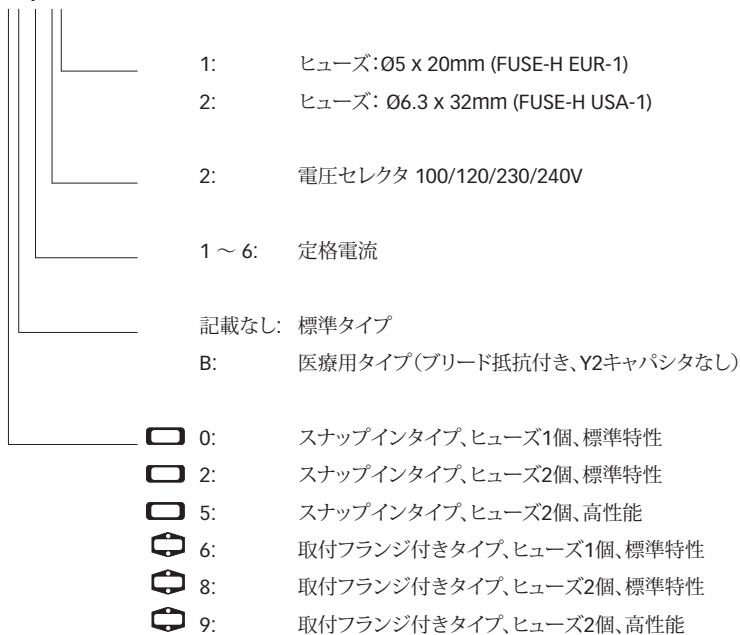 1: ヒューズ：Ø5 x 20mm (FUSE-H EUR-1)
2: ヒューズ： Ø6.3 x 32mm (FUSE-H USA-1)
2: 電圧セレクタ 100/120/230/240V
1 ～ 6: 定格電流
記載なし: 標準タイプ
B: 医療用タイプ（ブリード抵抗付き、Y2キャパシタなし）
0: スナップインタイプ、ヒューズ1個、標準特性
2: スナップインタイプ、ヒューズ2個、標準特性
5: スナップインタイプ、ヒューズ2個、高性能
6: 取付フランジ付きタイプ、ヒューズ1個、標準特性
8: 取付フランジ付きタイプ、ヒューズ2個、標準特性
9: 取付フランジ付きタイプ、ヒューズ2個、高性能